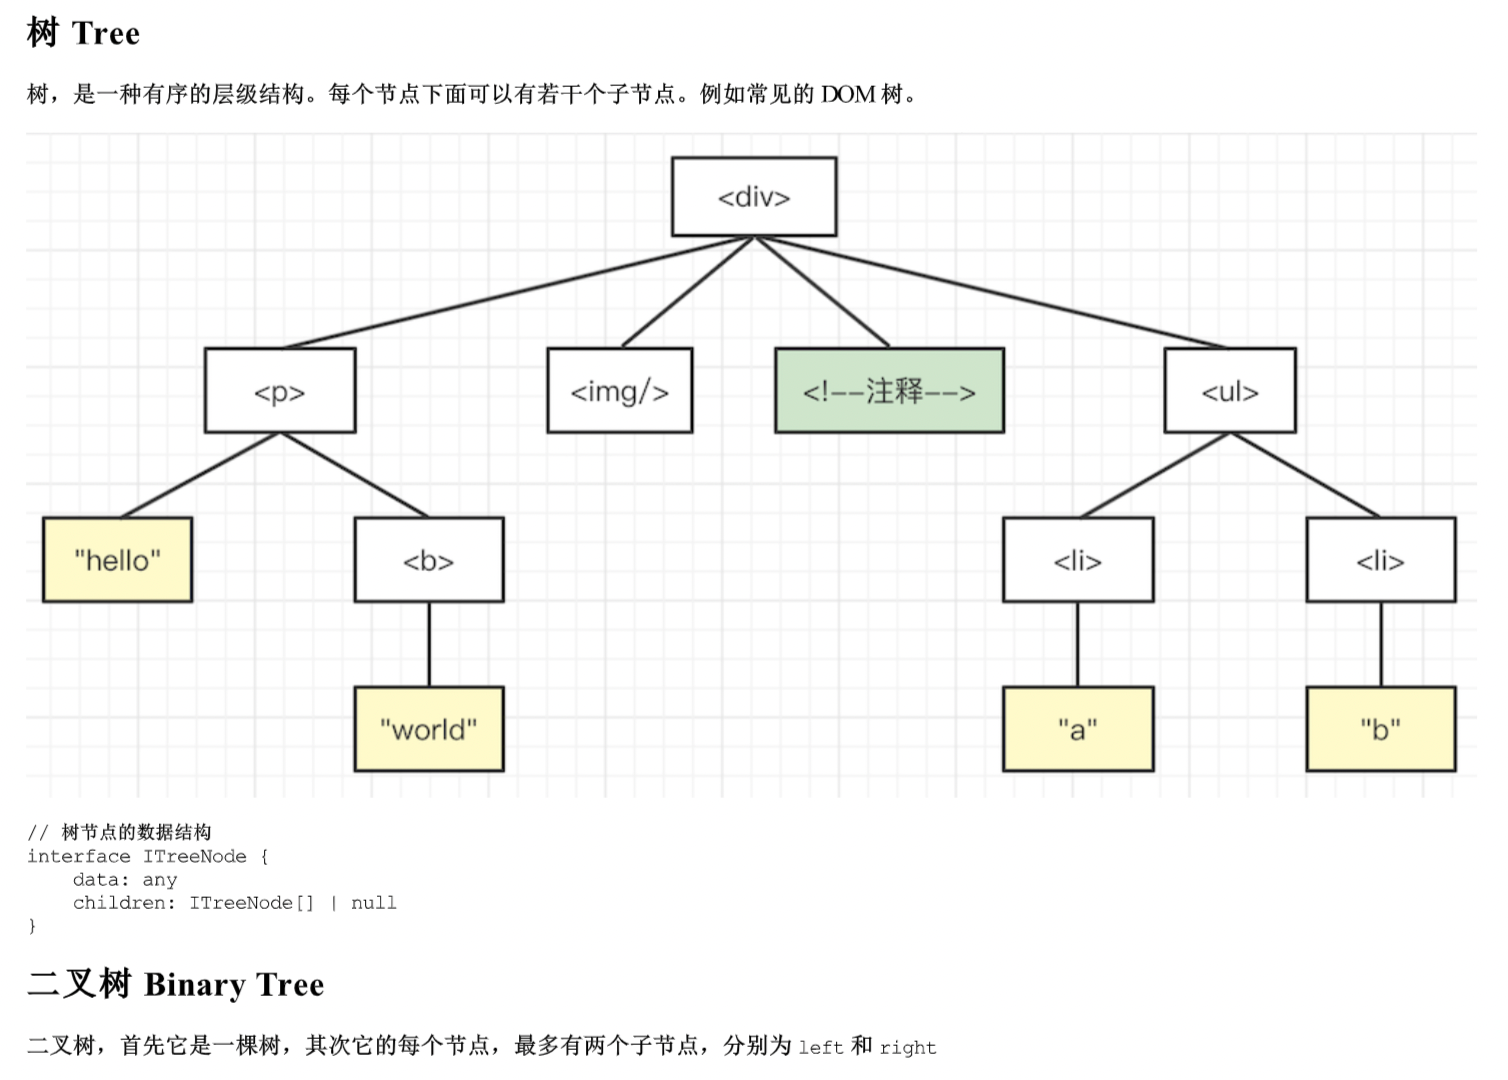 树 Tree
树，是一种有序的层级结构。每个节点下面可以有若干个子节点。例如常见的 DOM 树。
<div>
<p> <img/> <!--注释--> <ul>
"hello" <b> <li> <li>
"world" "a" "b"
// 树节点的数据结构
interface ITreeNode {
    data: any
    children: ITreeNode[] | null
}
二叉树 Binary Tree
二叉树，首先它是一棵树，其次它的每个节点，最多有两个子节点，分别为 left 和 right